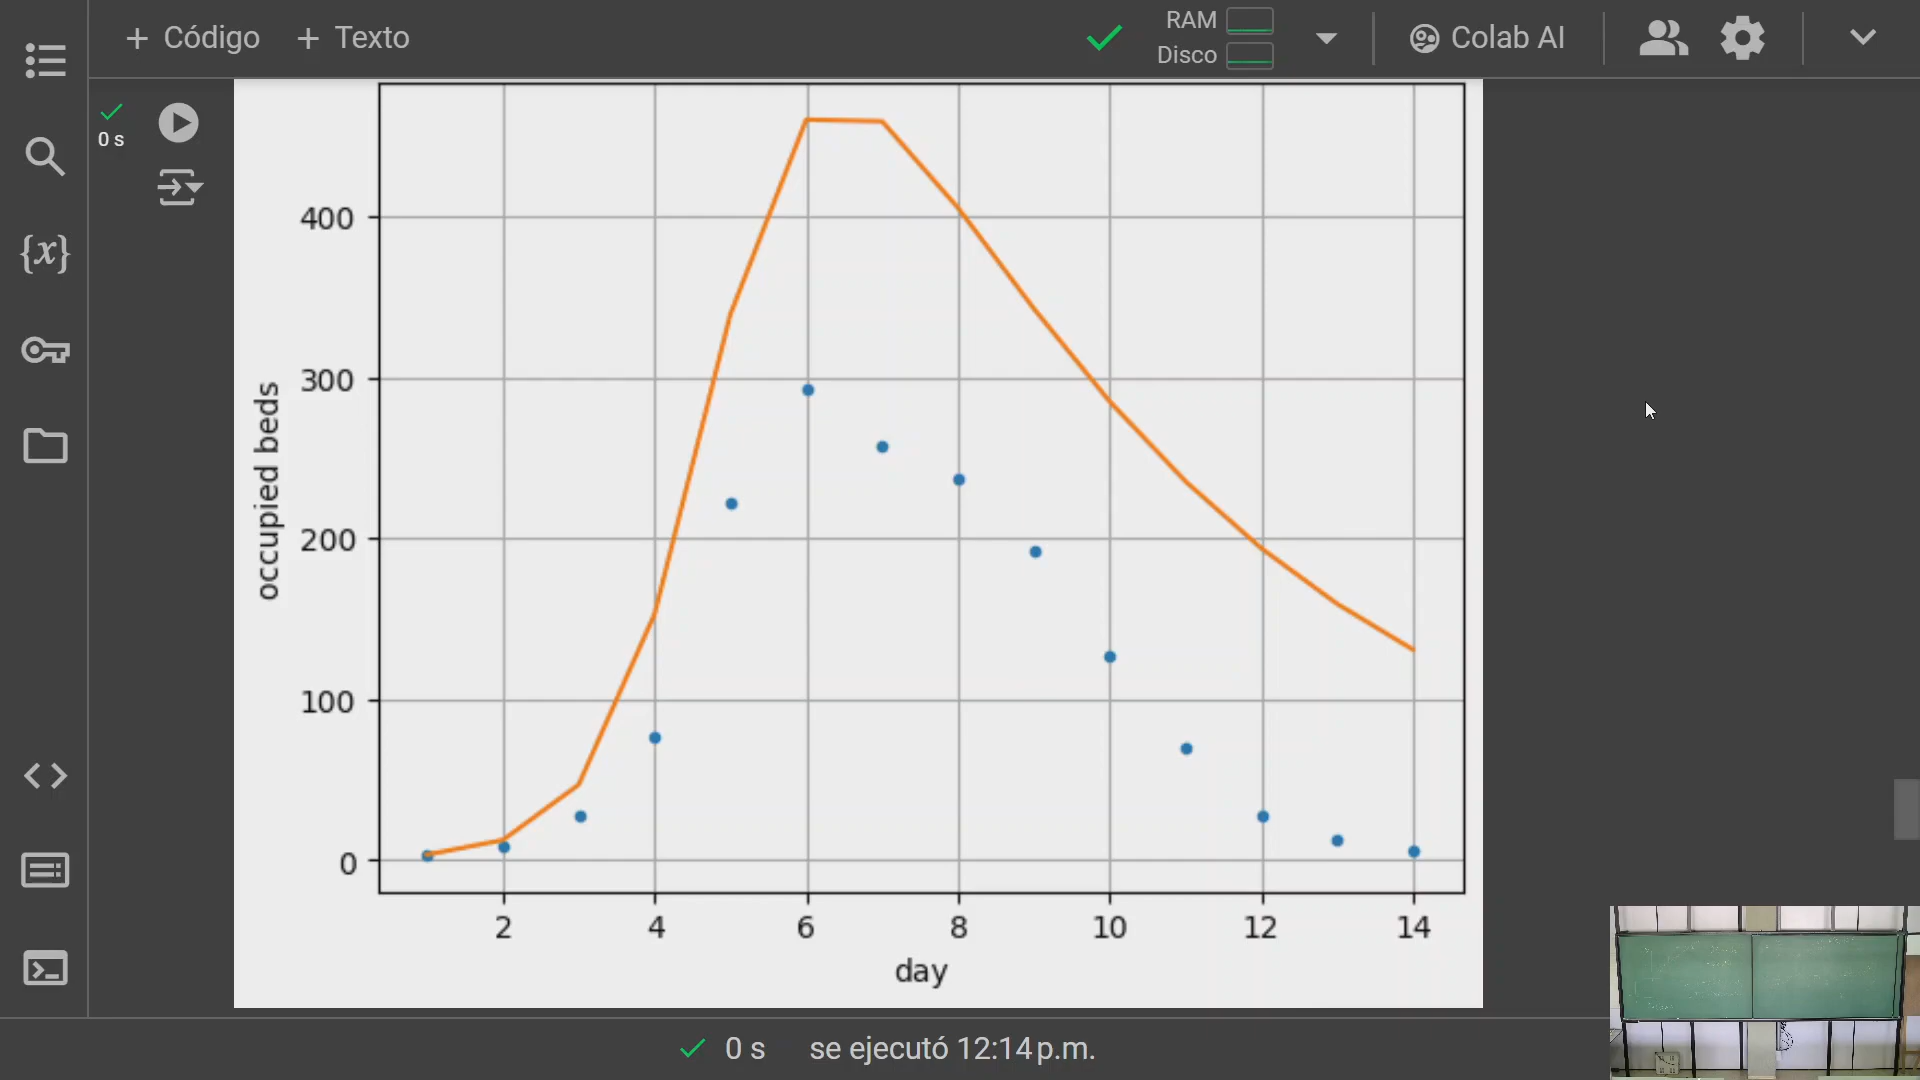 + Código + Texto
RAM
Disco
Colab AI
{x}
0 s
400
300
200
100
0
occupied beds
2 4 6 8 10 12 14
day
0 s se ejecutó 12:14 p.m.